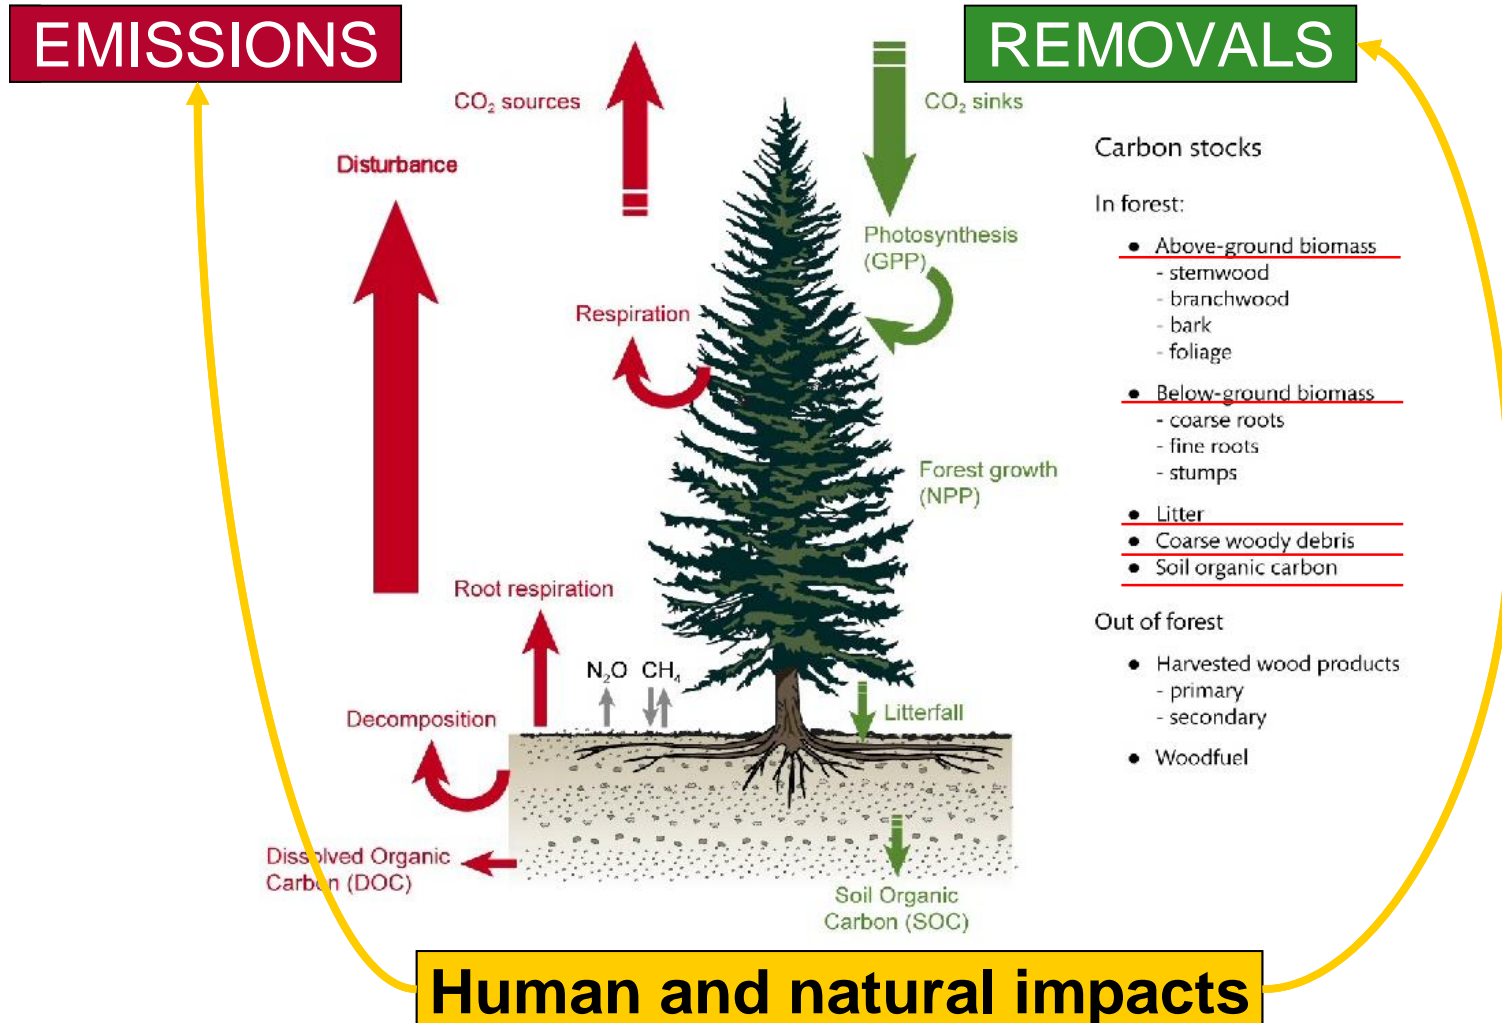 EMISSIONS
REMOVALS
CO₂ sources
CO₂ sinks
Disturbance
Photosynthesis
(GPP)
Respiration
Forest growth
(NPP)
Root respiration
N₂O CH₄
Decomposition
Litterfall
Dissolved Organic
Carbon (DOC)
Soil Organic
Carbon (SOC)
Carbon stocks
In forest:
● Above-ground biomass
- stemwood
- branchwood
- bark
- foliage
● Below-ground biomass
- coarse roots
- fine roots
- stumps
● Litter
● Coarse woody debris
● Soil organic carbon
Out of forest
● Harvested wood products
- primary
- secondary
● Woodfuel
Human and natural impacts